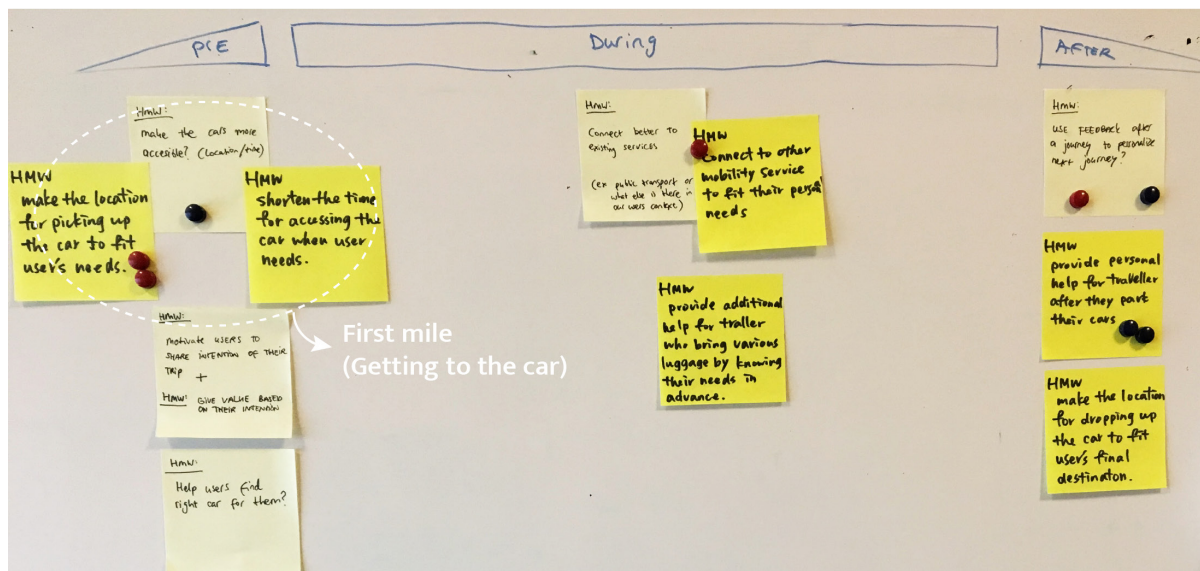 PRE
During
AFTER
HMW:
make the cars more
accesible? (Location/time)
HMW
make the location
for picking up
the car to fit
user's needs.
HMW
shorten the time
for accessing the
car when user
needs.
First mile
(Getting to the car)
HMW:
motivate users to
SHARE INTENTION OF THEIR
TRIP
+
HMW: GIVE VALUE BASED
ON THEIR INTENTION
HMW:
Help users find
right car for them?
HMW:
Connect better to
existing services
(ex public transport or
what else is there in
our users context)
HMW
Connect to other
mobility service
to fit their personal
needs
HMW
provide additional
help for traller
who bring various
luggage by knowing
their needs in
advance.
HMW:
USE FEEDBACK after
a journey to personalize
next journey?
HMW
provide personal
help for traveller
after they park
their cars
HMW
make the location
for dropping up
the car to fit
user's final
destinaton.